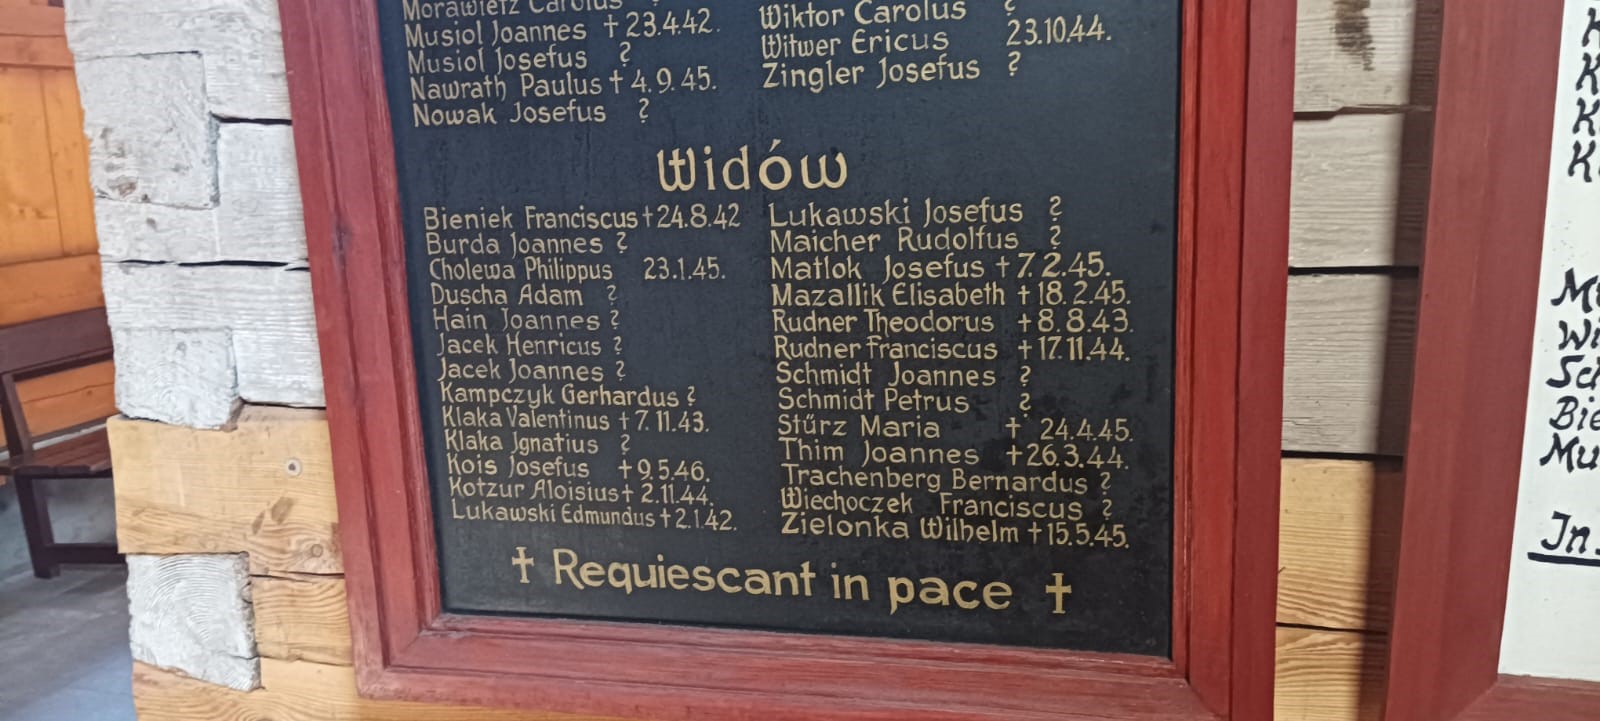 Morawietz Carolus ?
Musiol Joannes + 23.4.42.
Musiol Josefus ?
Nawrath Paulus + 4.9.45.
Nowak Josefus ?
Wiktor Carolus ?
Witwer Ericus 23.10.44.
Zingler Josefus ?
Widów
Bieniek Franciscus + 24.8.42
Burda Joannes ?
Cholewa Philippus 23.1.45.
Duscha Adam ?
Hain Joannes ?
Jacek Henricus ?
Jacek Joannes ?
Kampczyk Gerhardus ?
Klaka Valentinus + 7.11.43.
Klaka Jgnatius ?
Kois Josefus + 9.5.46.
Kotzur Aloisius + 2.11.44.
Lukawski Edmundus + 2.1.42.
Lukawski Josefus ?
Maicher Rudolfus ?
Matlok Josefus + 7.2.45.
Mazallik Elisabeth + 18.2.45.
Rudner Theodorus + 8.8.43.
Rudner Franciscus + 17.11.44.
Schmidt Joannes ?
Schmidt Petrus ?
Stűrz Maria + 24.4.45.
Thim Joannes + 26.3.44.
Trachenberg Bernardus ?
Wiechoczek Franciscus ?
Zielonka Wilhelm + 15.5.45.
✝ Requiescant in pace ✝